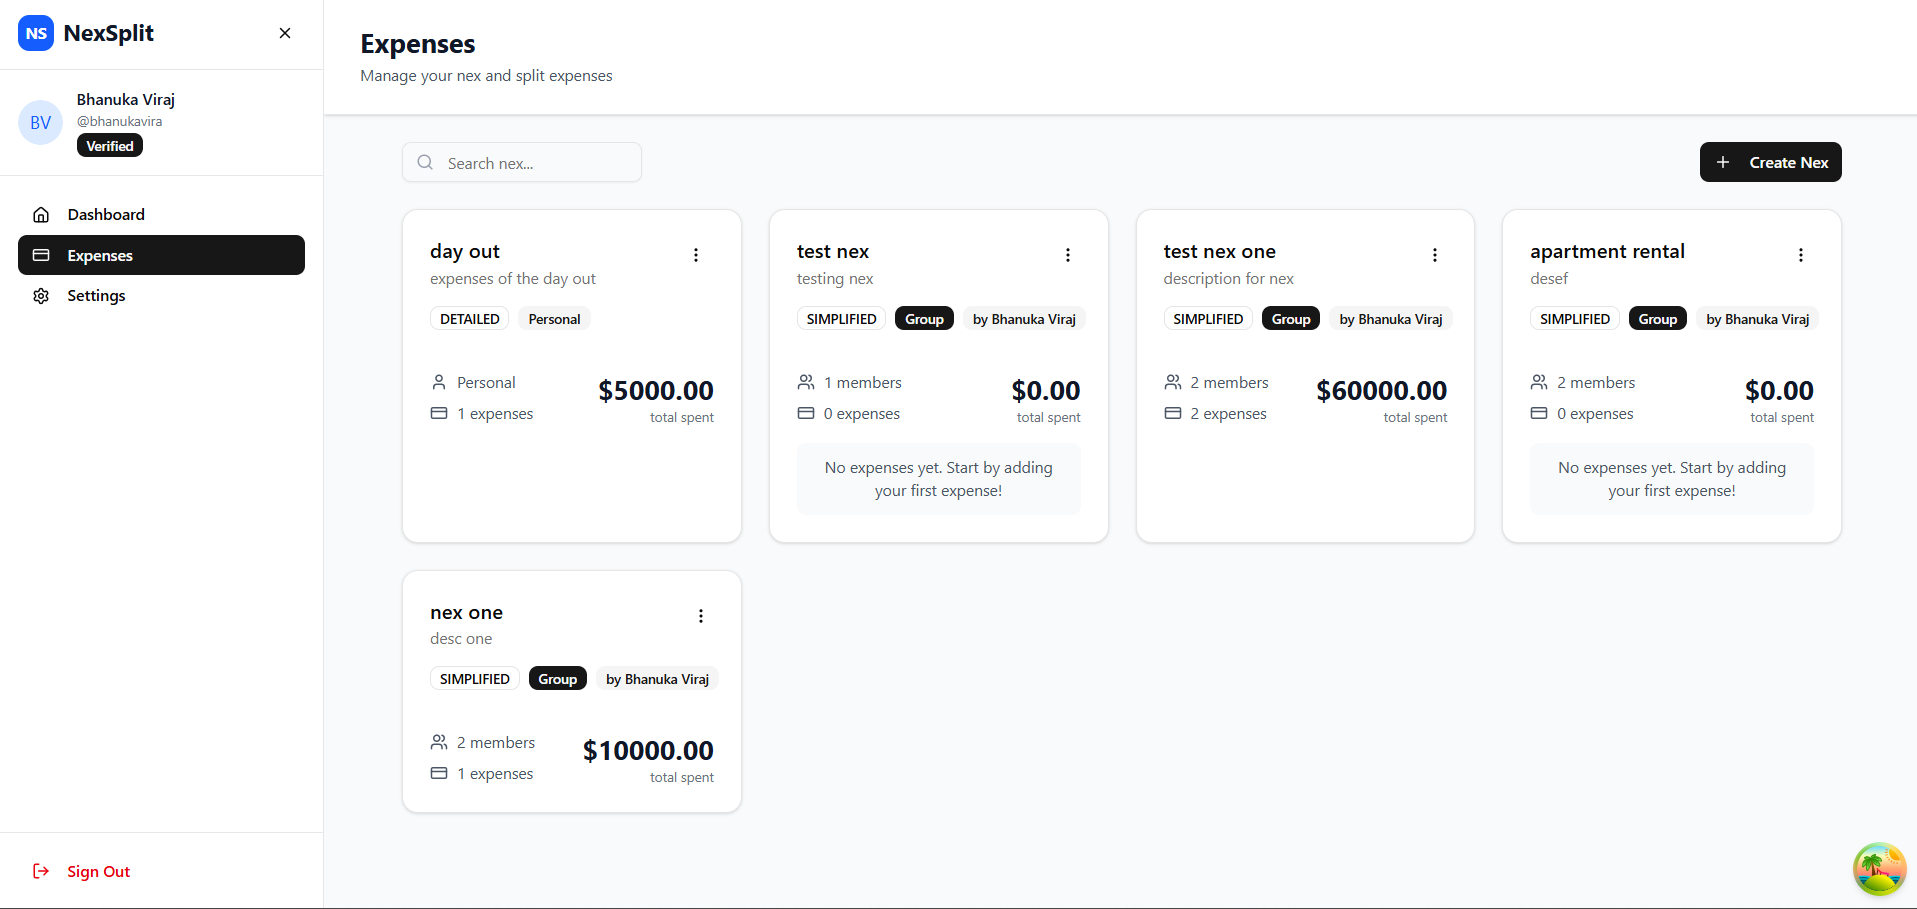 NS NexSplit
BV
Bhanuka Viraj
@bhanukavira
Verified
Dashboard
Expenses
Settings
Sign Out
Expenses
Manage your nex and split expenses
Search nex...
Create Nex
day out
expenses of the day out
DETAILED Personal
Personal
1 expenses
$5000.00
total spent
test nex
testing nex
SIMPLIFIED Group by Bhanuka Viraj
1 members
0 expenses
$0.00
total spent
No expenses yet. Start by adding
your first expense!
test nex one
description for nex
SIMPLIFIED Group by Bhanuka Viraj
2 members
2 expenses
$60000.00
total spent
apartment rental
desef
SIMPLIFIED Group by Bhanuka Viraj
2 members
0 expenses
$0.00
total spent
No expenses yet. Start by adding
your first expense!
nex one
desc one
SIMPLIFIED Group by Bhanuka Viraj
2 members
1 expenses
$10000.00
total spent